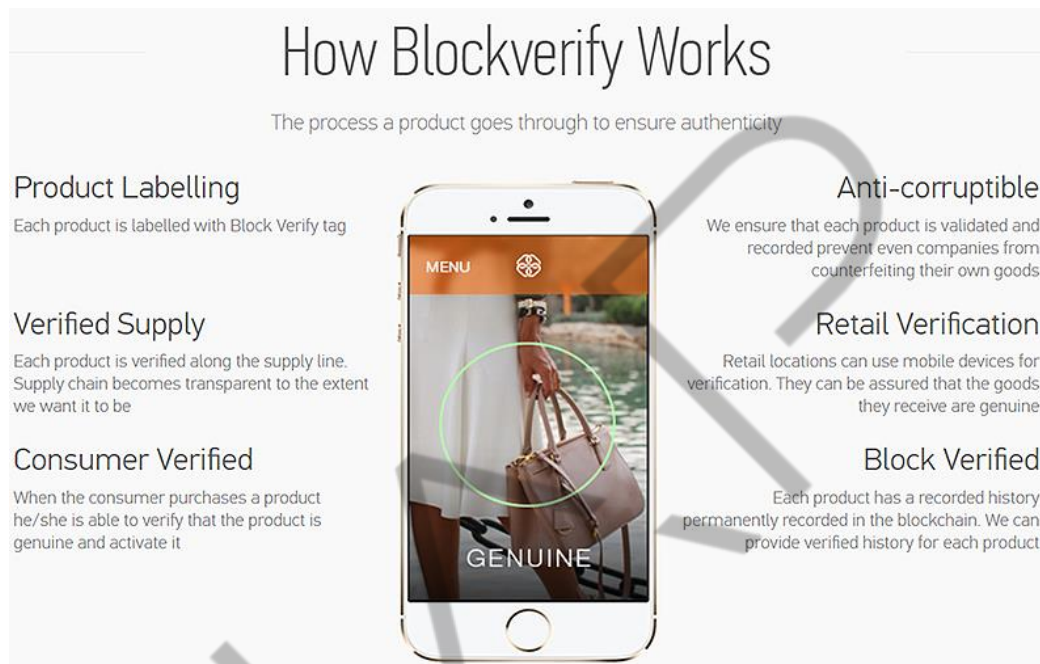 How Blockverify Works
The process a product goes through to ensure authenticity
Product Labelling
Each product is labelled with Block Verify tag
Verified Supply
Each product is verified along the supply line.
Supply chain becomes transparent to the extent
we want it to be
Consumer Verified
When the consumer purchases a product
he/she is able to verify that the product is
genuine and activate it
MENU
GENUINE
Anti-corruptible
We ensure that each product is validated and
recorded prevent even companies from
counterfeiting their own goods
Retail Verification
Retail locations can use mobile devices for
verification. They can be assured that the goods
they receive are genuine
Block Verified
Each product has a recorded history
permanently recorded in the blockchain. We can
provide verified history for each product